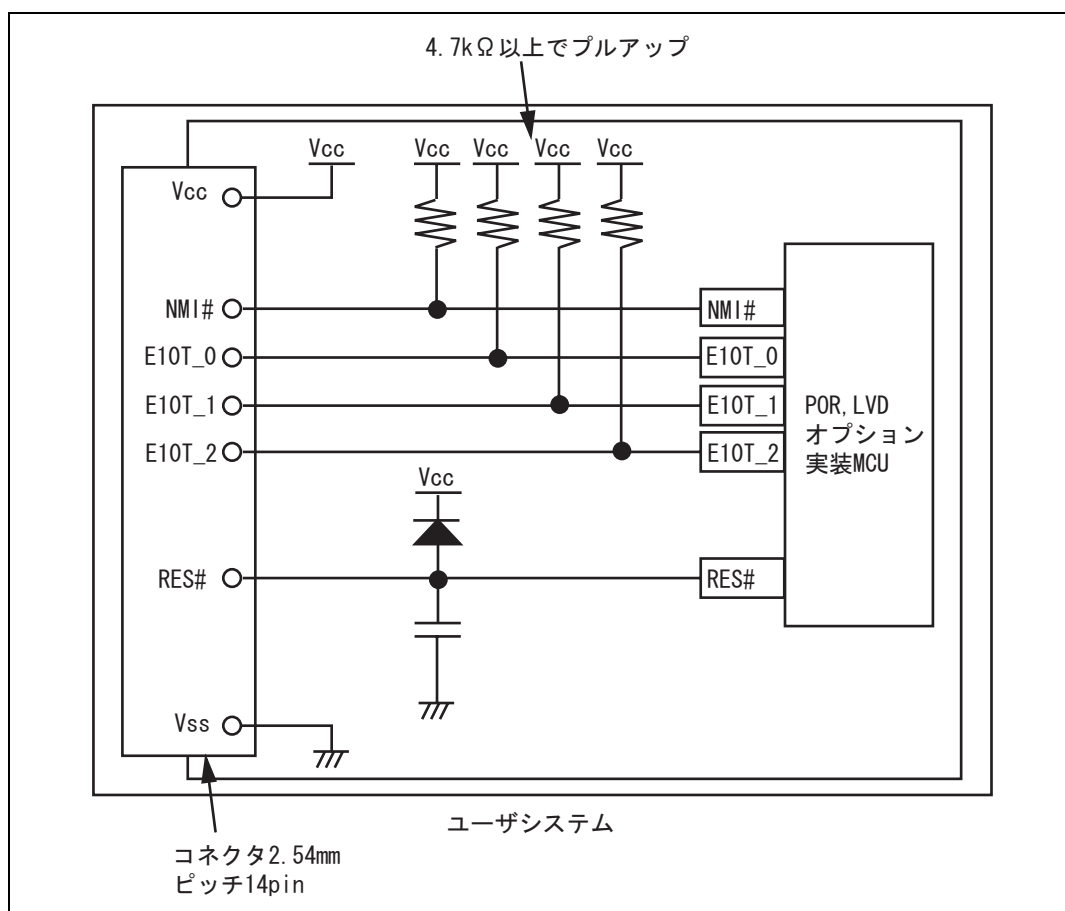 4.7kΩ以上でプルアップ
Vcc
Vcc
Vcc
Vcc
Vcc
Vcc
NMI#
NMI#
E10T_0
E10T_0
E10T_1
E10T_1
E10T_2
E10T_2
POR,LVD
オプション
実装MCU
Vcc
RES#
RES#
Vss
ユーザシステム
コネクタ2.54mm
ピッチ14pin